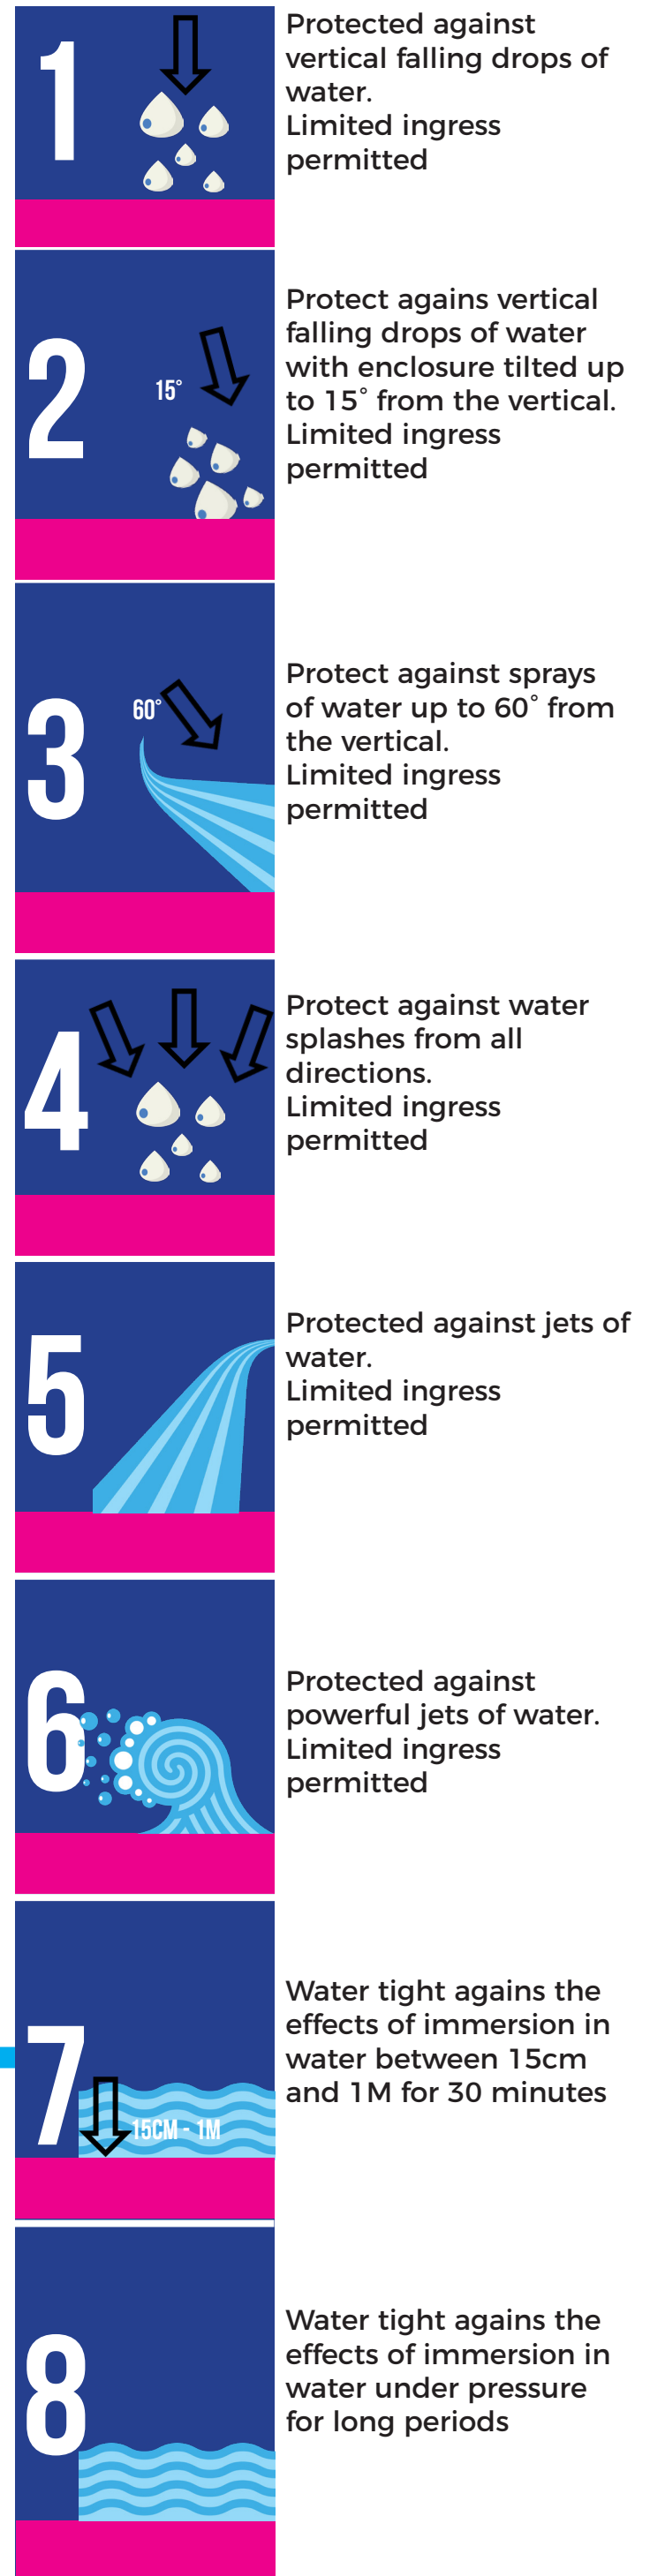 1
Protected against
vertical falling drops of
water.
Limited ingress
permitted
2
15°
Protect agains vertical
falling drops of water
with enclosure tilted up
to 15° from the vertical.
Limited ingress
permitted
3
60°
Protect against sprays
of water up to 60° from
the vertical.
Limited ingress
permitted
4
Protect against water
splashes from all
directions.
Limited ingress
permitted
5
Protected against jets of
water.
Limited ingress
permitted
6
Protected against
powerful jets of water.
Limited ingress
permitted
7
15CM - 1M
Water tight agains the
effects of immersion in
water between 15cm
and 1M for 30 minutes
8
Water tight agains the
effects of immersion in
water under pressure
for long periods